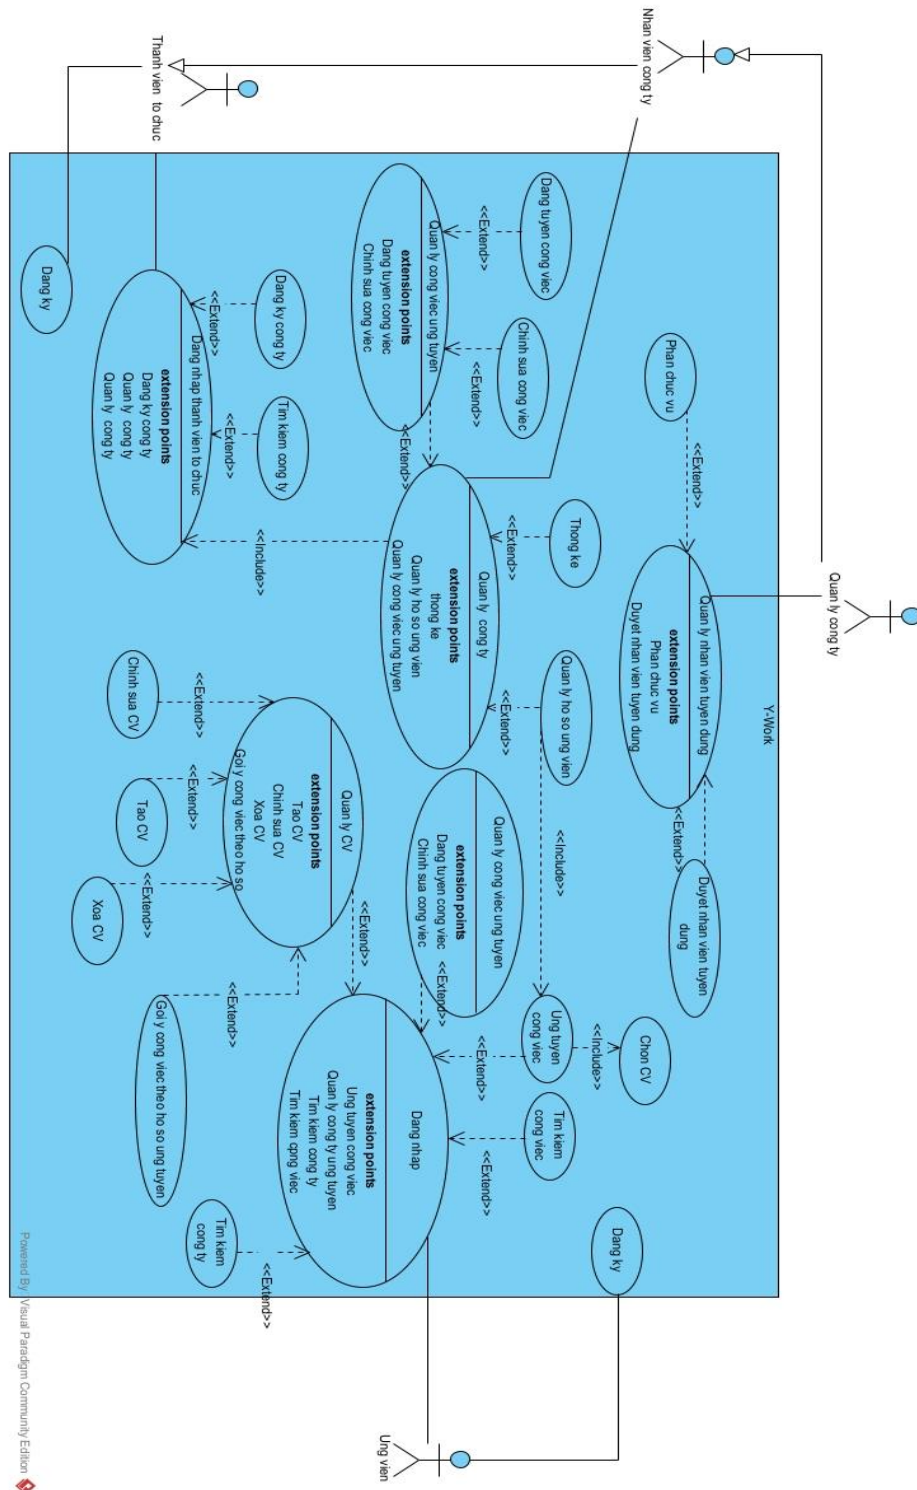 Y-Work
Quan ly cong ty
Nhan vien cong ty
Thanh vien to chuc
Ung vien
Phan chuc vu
<<Extend>>
Quan ly nhan vien tuyen dung
extension points
Phan chuc vu
Duyet nhan vien tuyen dung
<<Extend>>
Duyet nhan vien tuyen
dung
Dang tuyen cong viec
<<Extend>>
Chinh sua cong viec
<<Extend>>
Quan ly cong viec ung tuyen
extension points
Dang tuyen cong viec
Chinh sua cong viec
<<Extend>>
Thong ke
<<Extend>>
Quan ly cong ty
extension points
thong ke
Quan ly ho so ung vien
Quan ly cong viec ung tuyen
Quan ly ho so ung vien
<<Extend>>
<<Include>>
<<Include>>
Dang ky cong ty
<<Extend>>
Tim kiem cong ty
<<Extend>>
Dang nhap thanh vien to chuc
extension points
Dang ky cong ty
Quan ly cong ty
Quan ly cong ty
Dang ky
Quan ly cong viec ung tuyen
extension points
Dang tuyen cong viec
Chinh sua cong viec
<<Extend>>
Ung tuyen
cong viec
<<Extend>>
<<Include>>
Chon CV
Tim kiem
cong viec
<<Extend>>
Dang ky
Quan ly CV
extension points
Tao CV
Chinh sua CV
Xoa CV
Goi y cong viec theo ho so
<<Extend>>
Chinh sua CV
<<Extend>>
Tao CV
<<Extend>>
Xoa CV
<<Extend>>
Goi y cong viec theo ho so ung tuyen
<<Extend>>
Dang nhap
extension points
Ung tuyen cong viec
Quan ly cong ty ung tuyen
Tim kiem cong ty
Tim kiem cpng viec
Tim kiem
cong ty
<<Extend>>
Powered By Visual Paradigm Community Edition